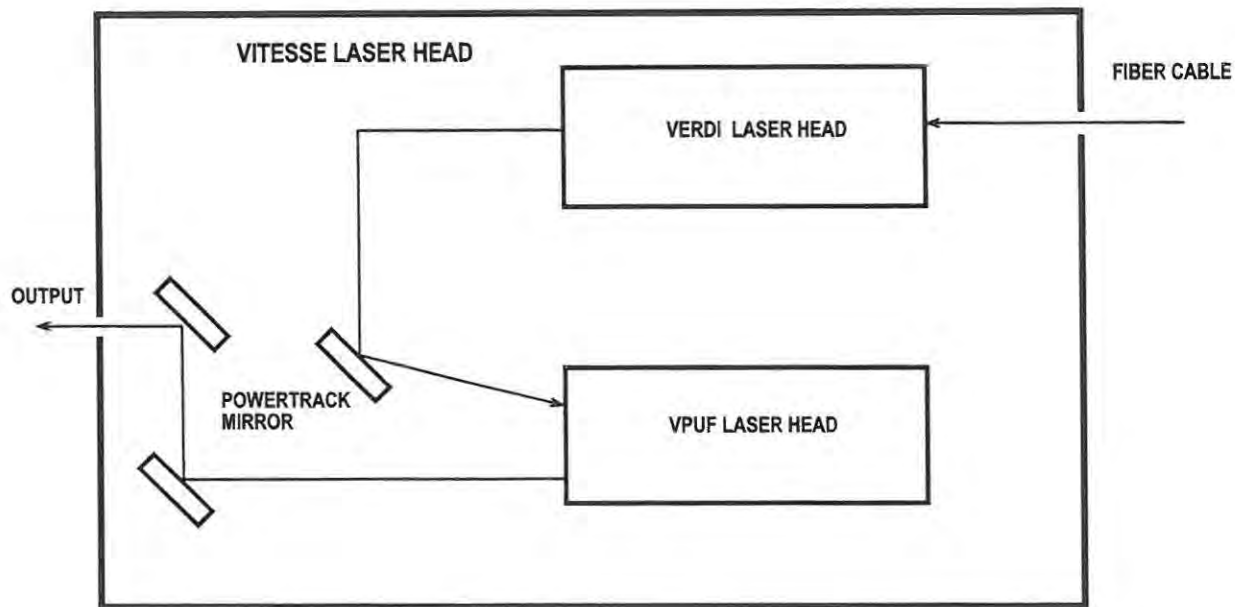 VITESSE LASER HEAD
FIBER CABLE
VERDI LASER HEAD
OUTPUT
POWERTRACK
MIRROR
VPUF LASER HEAD